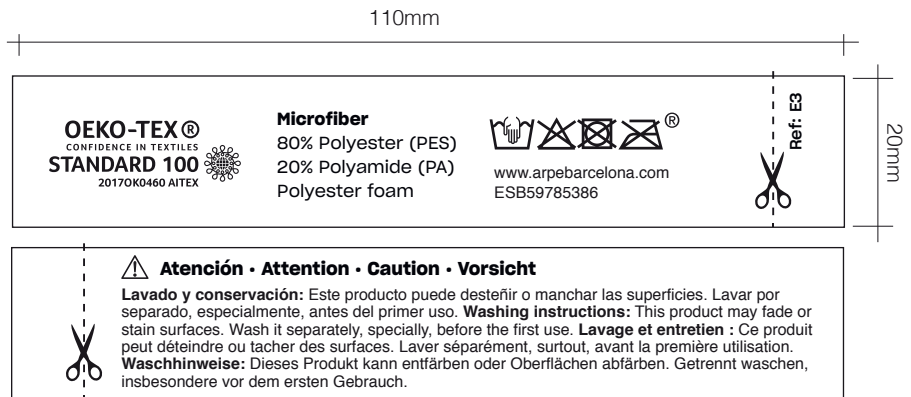 110mm
OEKO-TEX®
CONFIDENCE IN TEXTILES
STANDARD 100
2017OK0460 AITEX
Microfiber
80% Polyester (PES)
20% Polyamide (PA)
Polyester foam
®
www.arpebarcelona.com
ESB59785386
Ref: E3
20mm
Atención · Attention · Caution · Vorsicht
Lavado y conservación: Este producto puede desteñir o manchar las superficies. Lavar por
separado, especialmente, antes del primer uso. Washing instructions: This product may fade or
stain surfaces. Wash it separately, specially, before the first use. Lavage et entretien : Ce produit
peut déteindre ou tacher des surfaces. Laver séparément, surtout, avant la première utilisation.
Waschhinweise: Dieses Produkt kann entfärben oder Oberflächen abfärben. Getrennt waschen,
insbesondere vor dem ersten Gebrauch.